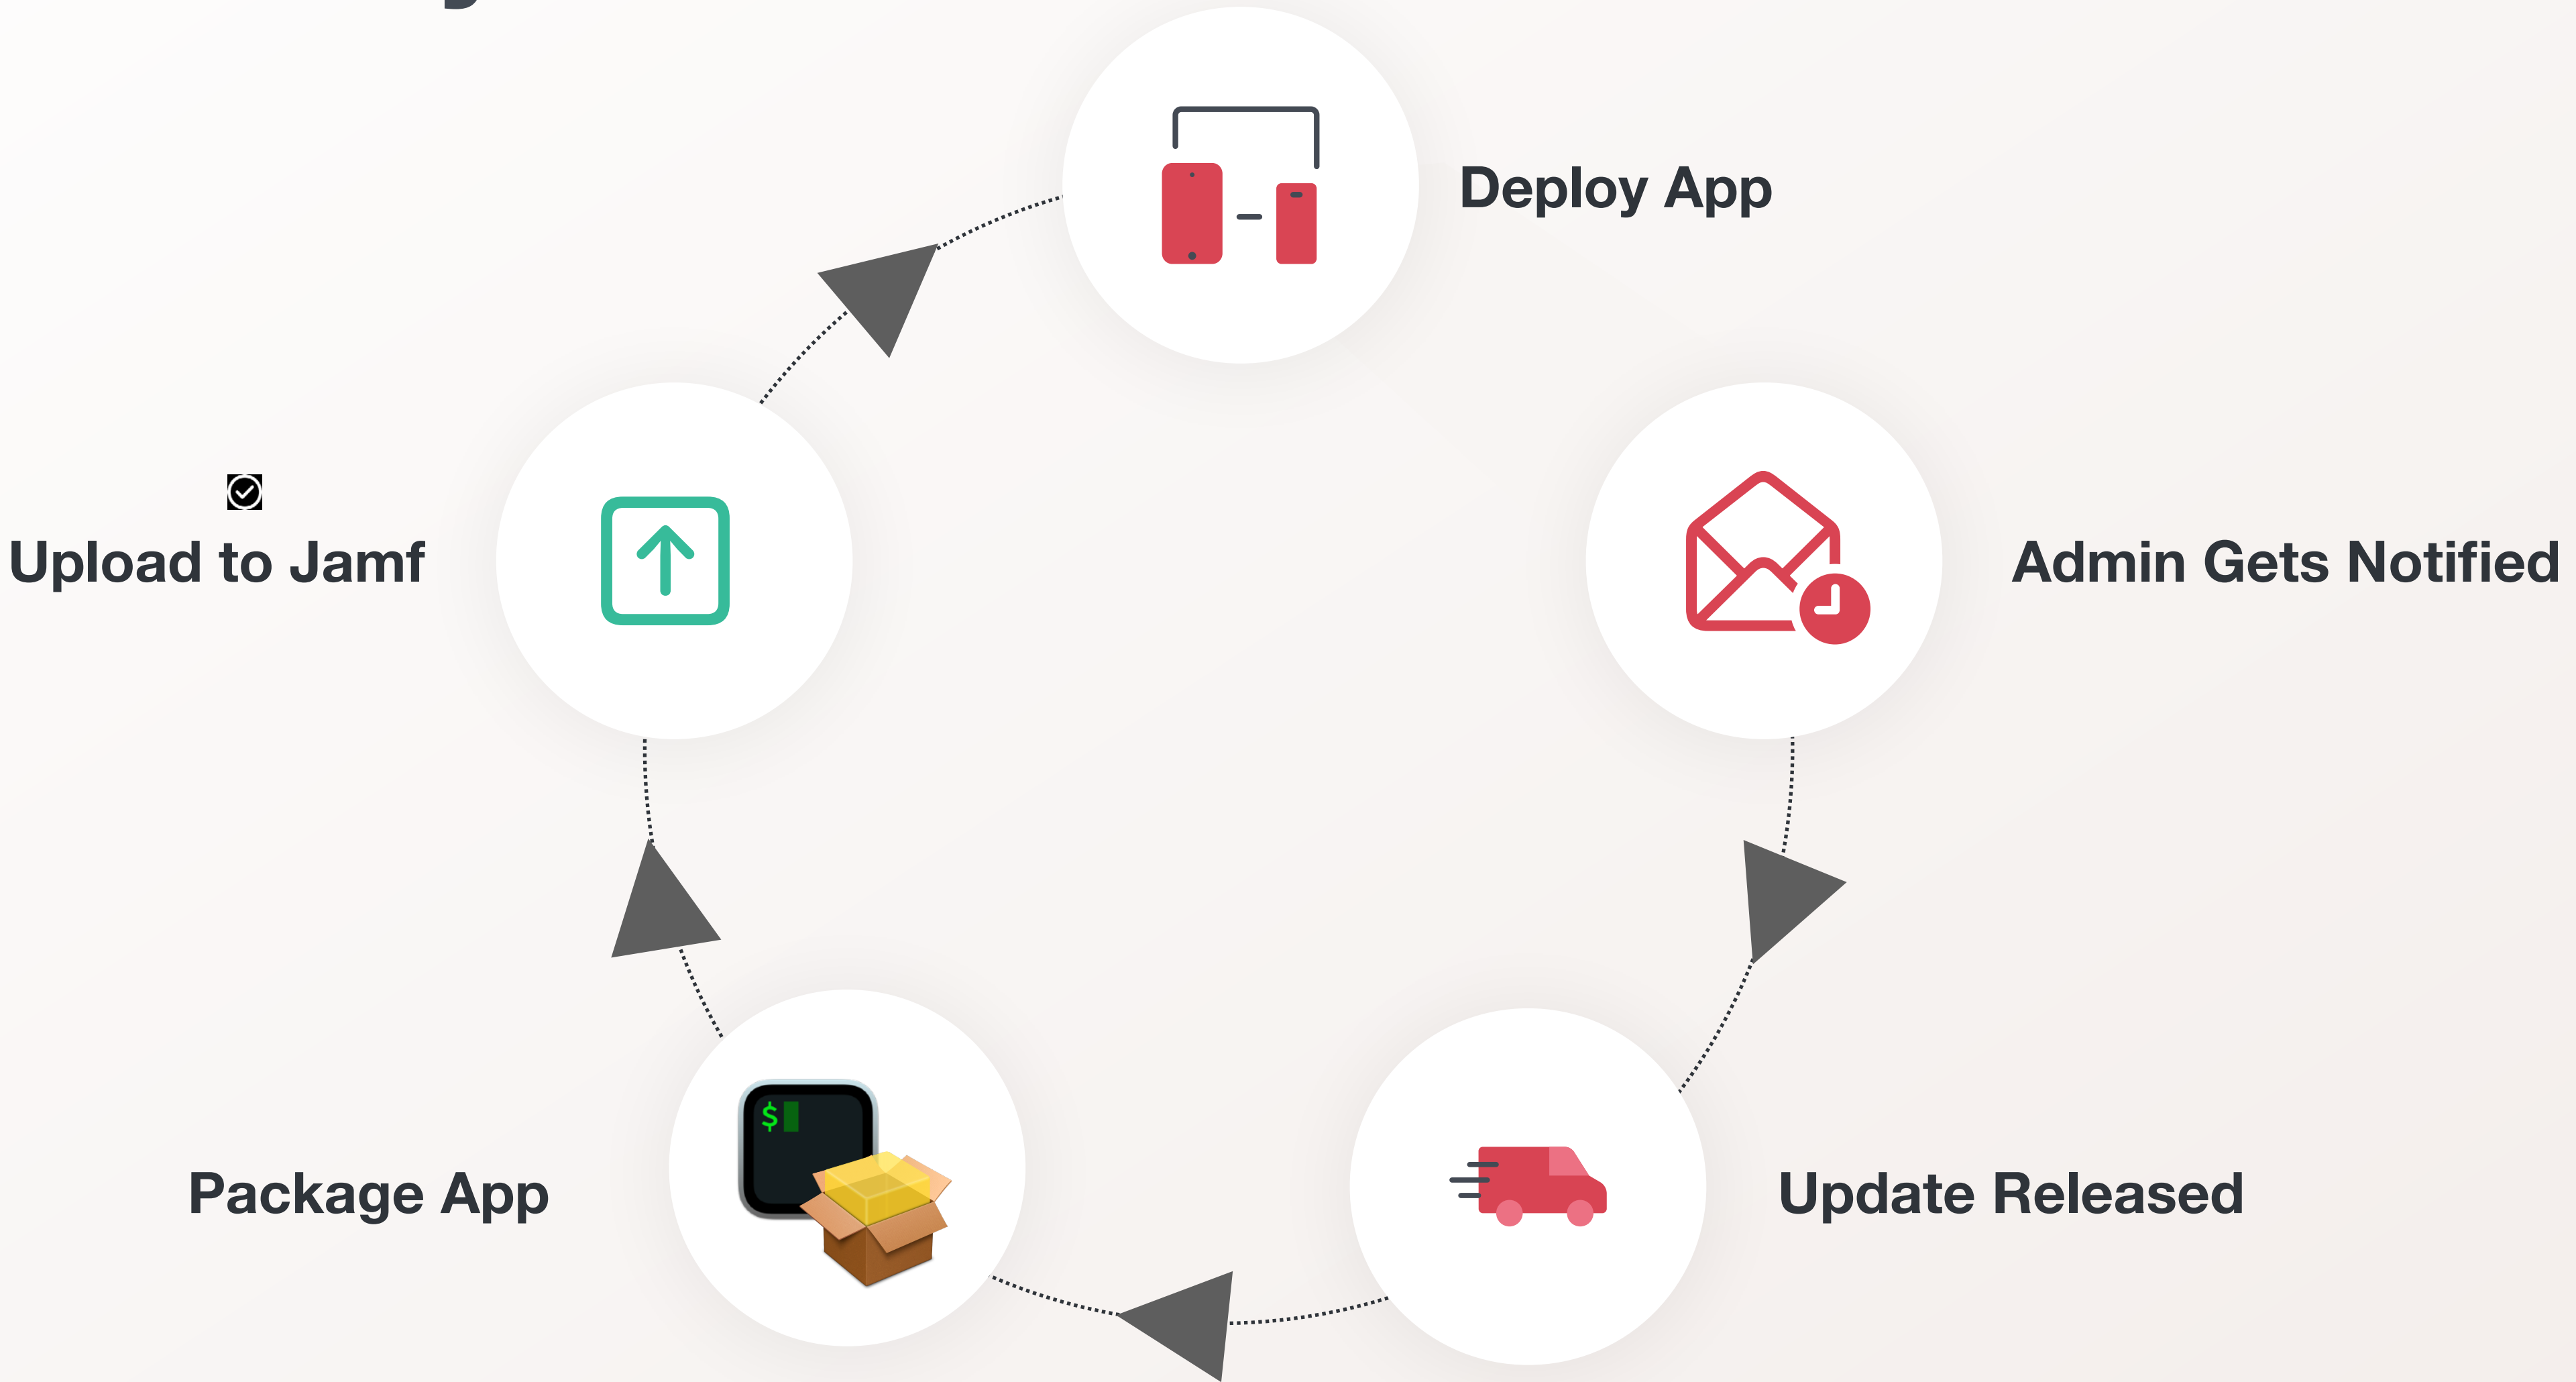 Deploy App
Upload to Jamf
Admin Gets Notified
$
Package App
Update Released